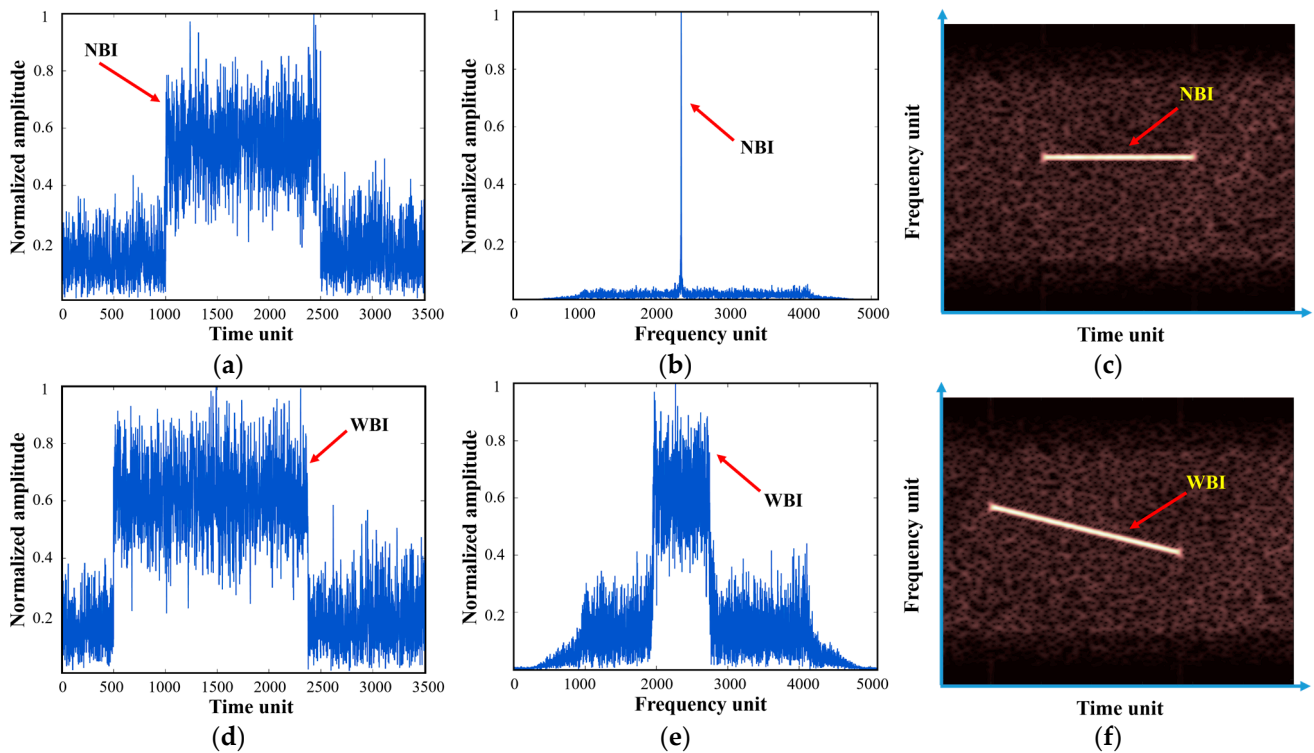 1
0.8
0.6
0.4
0.2
Normalized amplitude
NBI
0 500 1000 1500 2000 2500 3000 3500
Time unit
(a)
1
0.8
0.6
0.4
0.2
Normalized amplitude
NBI
0 1000 2000 3000 4000 5000
Frequency unit
(b)
Frequency unit
NBI
Time unit
(c)
1
0.8
0.6
0.4
0.2
Normalized amplitude
WBI
0 500 1000 1500 2000 2500 3000 3500
Time unit
(d)
1
0.8
0.6
0.4
0.2
Normalized amplitude
WBI
0 1000 2000 3000 4000 5000
Frequency unit
(e)
Frequency unit
WBI
Time unit
(f)